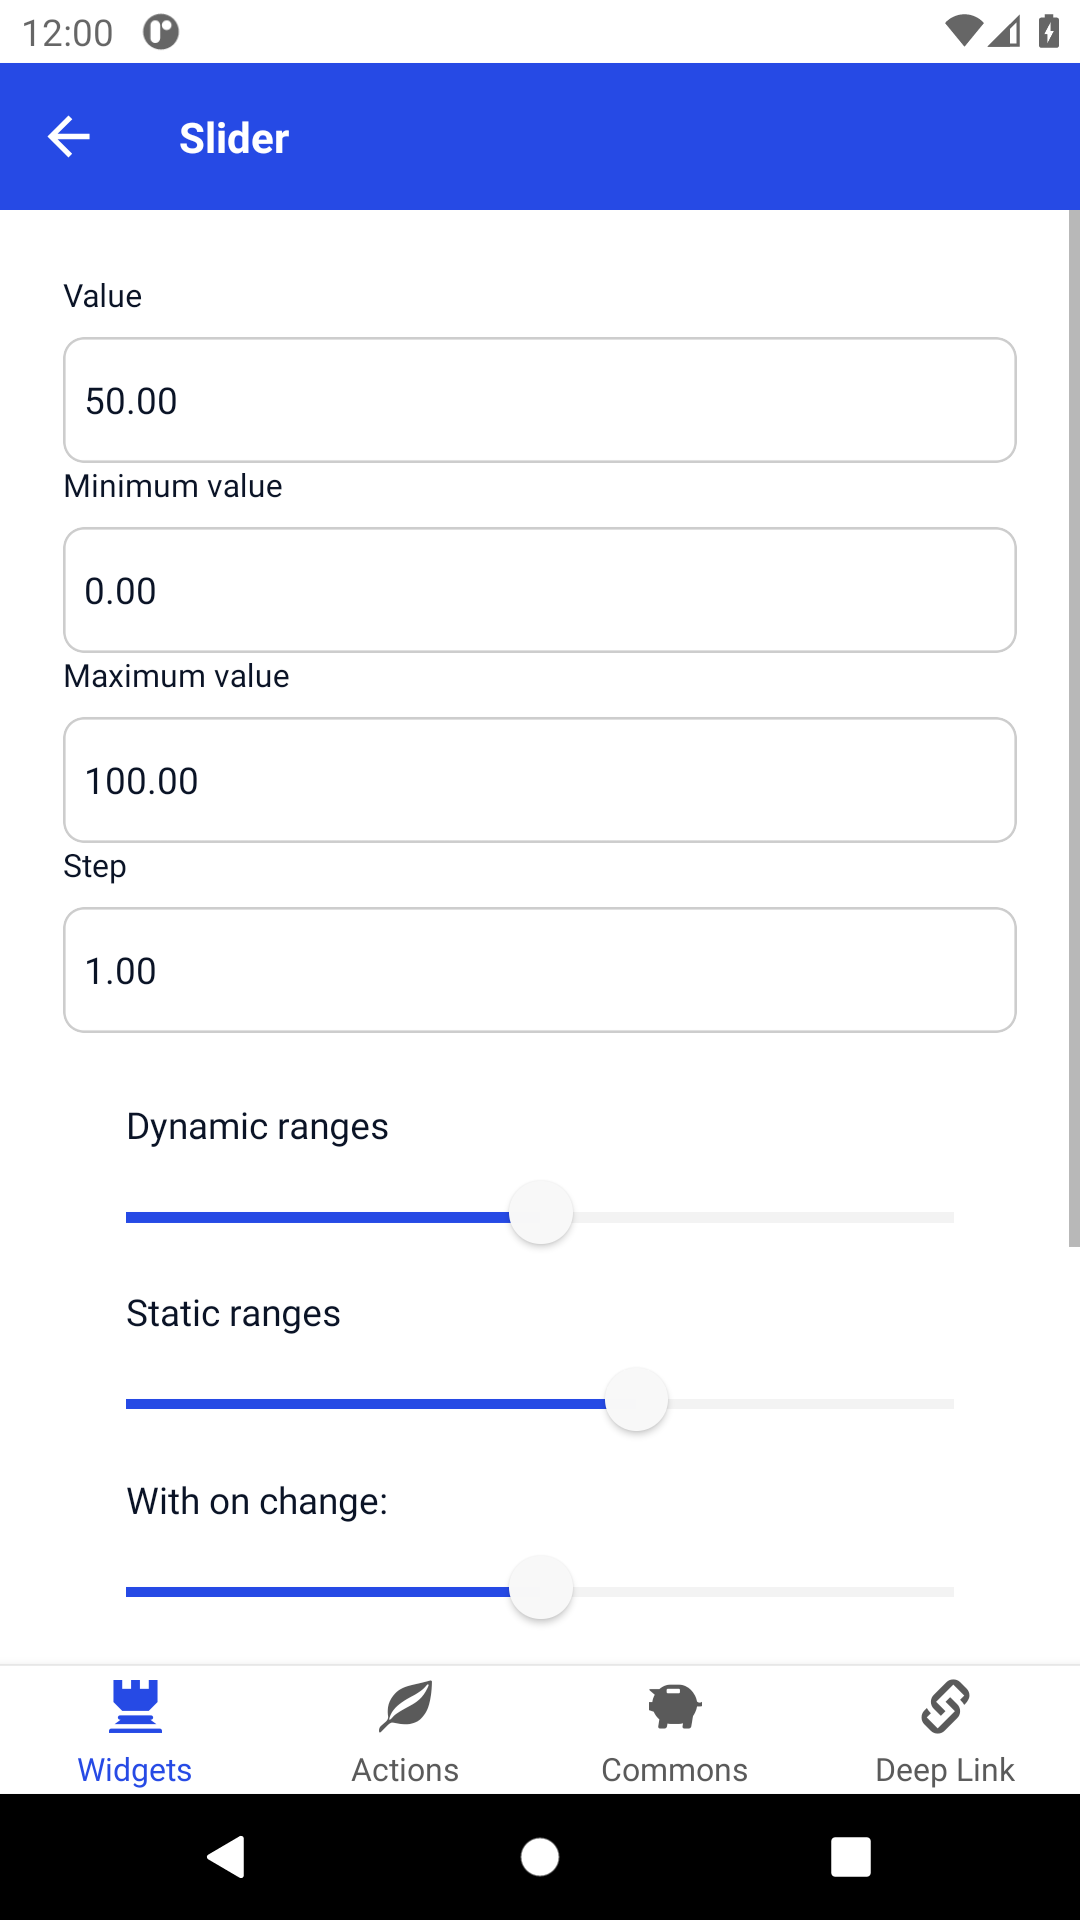 12:00
Slider
Value
50.00
Minimum value
0.00
Maximum value
100.00
Step
1.00
Dynamic ranges
Static ranges
With on change:
Widgets
Actions
Commons
Deep Link